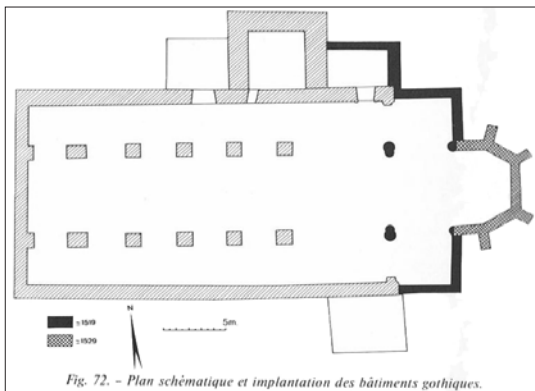 N
± 1519
± 1539
5m
Fig. 72. – Plan schématique et implantation des bâtiments gothiques.